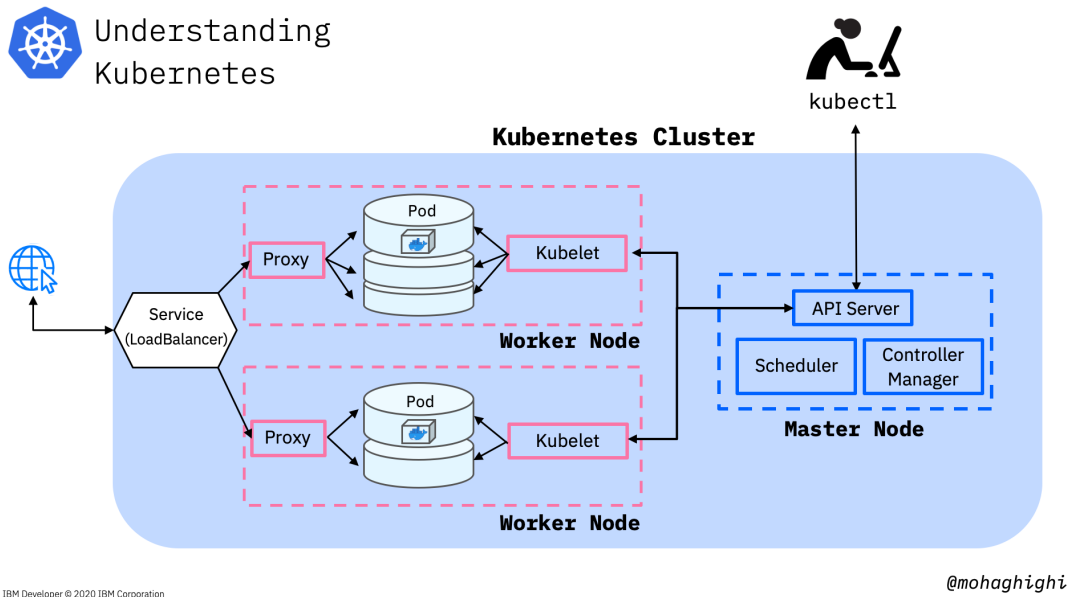 Understanding
Kubernetes
kubectl
Kubernetes Cluster
Pod
Proxy
Kubelet
Worker Node
Service
(LoadBalancer)
API Server
Scheduler
Controller
Manager
Master Node
Pod
Proxy
Kubelet
Worker Node
@mohaghighi
IBM Developer © 2020 IBM Corporation